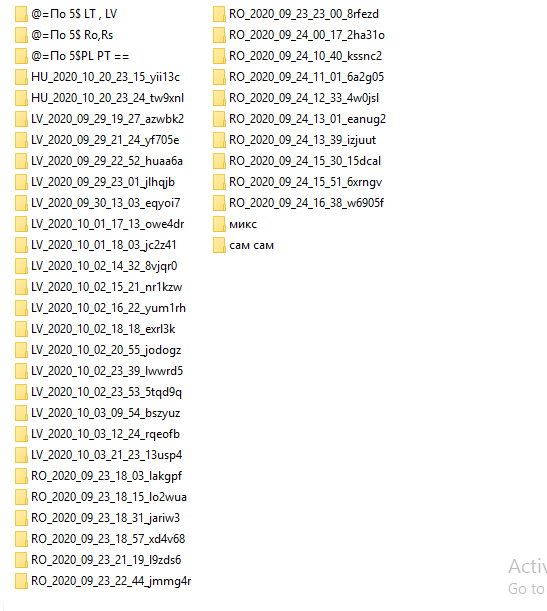 @=По 5$ LT , LV
@=По 5$ Ro,Rs
@=По 5$PL PT ==
HU_2020_10_20_23_15_yii13c
HU_2020_10_20_23_24_tw9xnl
LV_2020_09_29_19_27_azwbk2
LV_2020_09_29_21_24_yf705e
LV_2020_09_29_22_52_huaa6a
LV_2020_09_29_23_01_jlhqjb
LV_2020_09_30_13_03_eqyoi7
LV_2020_10_01_17_13_owe4dr
LV_2020_10_01_18_03_jc2z41
LV_2020_10_02_14_32_8vjqr0
LV_2020_10_02_15_21_nr1kzw
LV_2020_10_02_16_22_yum1rh
LV_2020_10_02_18_18_exrl3k
LV_2020_10_02_20_55_jodogz
LV_2020_10_02_23_39_lwwrd5
LV_2020_10_02_23_53_5tqd9q
LV_2020_10_03_09_54_bszyuz
LV_2020_10_03_12_24_rqeofb
LV_2020_10_03_21_23_13usp4
RO_2020_09_23_18_03_lakgpf
RO_2020_09_23_18_15_lo2wua
RO_2020_09_23_18_31_jariw3
RO_2020_09_23_18_57_xd4v68
RO_2020_09_23_21_19_l9zds6
RO_2020_09_23_22_44_jmmg4r
RO_2020_09_23_23_00_8rfezd
RO_2020_09_24_00_17_2ha31o
RO_2020_09_24_10_40_kssnc2
RO_2020_09_24_11_01_6a2g05
RO_2020_09_24_12_33_4w0jsl
RO_2020_09_24_13_01_eanug2
RO_2020_09_24_13_39_izjuut
RO_2020_09_24_15_30_15dcal
RO_2020_09_24_15_51_6xrngv
RO_2020_09_24_16_38_w6905f
микс
сам сам
Activ
Go to